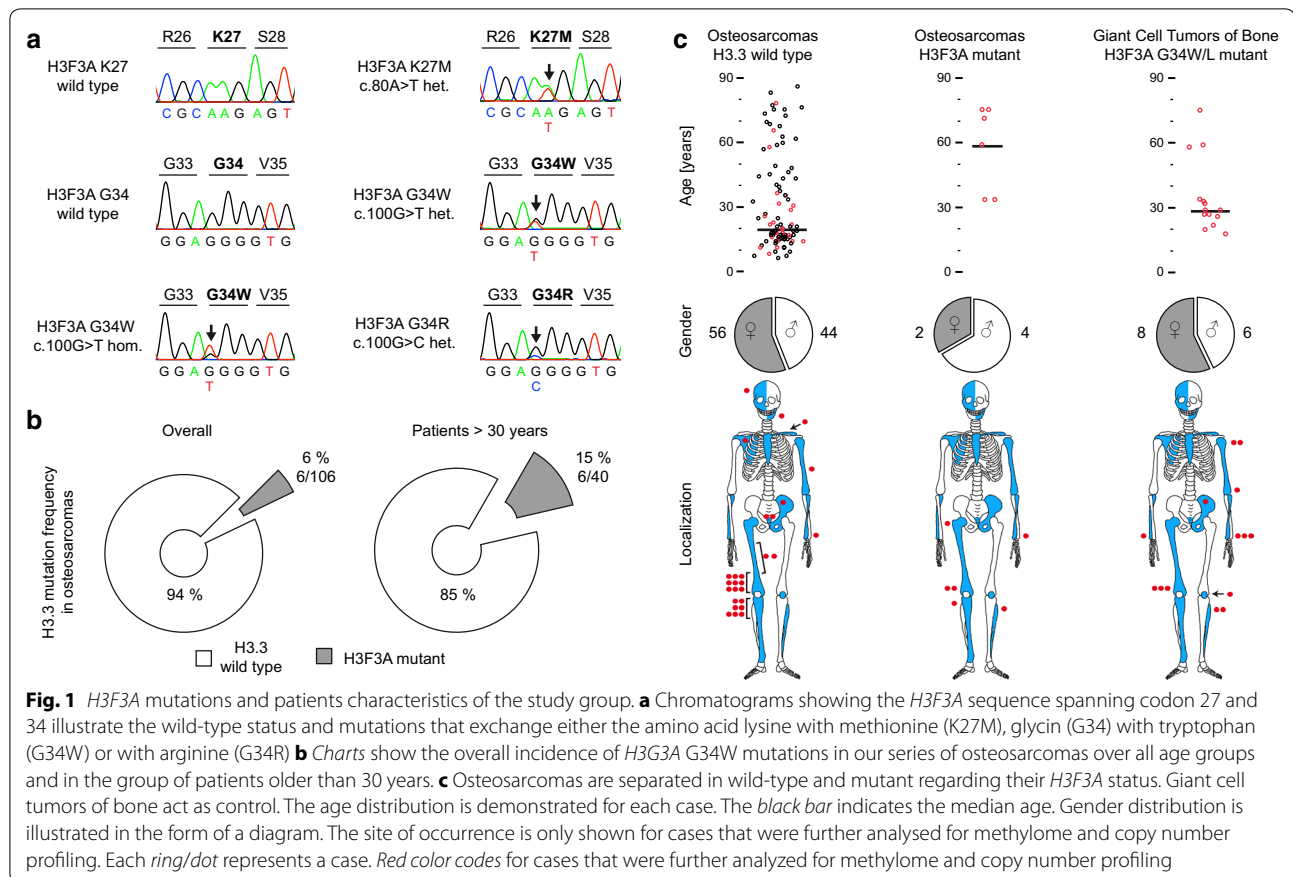 a
R26 K27 S28
H3F3A K27
wild type
C G C A A G A G T
R26 K27M S28
H3F3A K27M
c.80A>T het.
C G C A A G A G T
T
G33 G34 V35
H3F3A G34
wild type
G G A G G G G T G
G33 G34W V35
H3F3A G34W
c.100G>T het.
G G A G G G G T G
T
G33 G34W V35
H3F3A G34W
c.100G>T hom.
G G A G G G G T G
T
G33 G34R V35
H3F3A G34R
c.100G>C het.
G G A G G G G T G
C
b
H3.3 mutation frequency
in osteosarcomas
Overall
6 %
6/106
94 %
Patients > 30 years
15 %
6/40
85 %
H3.3
wild type
H3F3A mutant
c
Osteosarcomas
H3.3 wild type
Osteosarcomas
H3F3A mutant
Giant Cell Tumors of Bone
H3F3A G34W/L mutant
Age [years]
90
60
30
0
90
60
30
0
90
60
30
0
Gender
56 ♀ ♂ 44
2 ♀ ♂ 4
8 ♀ ♂ 6
Localization
Fig. 1 H3F3A mutations and patients characteristics of the study group. a Chromatograms showing the H3F3A sequence spanning codon 27 and
34 illustrate the wild-type status and mutations that exchange either the amino acid lysine with methionine (K27M), glycin (G34) with tryptophan
(G34W) or with arginine (G34R) b Charts show the overall incidence of H3G3A G34W mutations in our series of osteosarcomas over all age groups
and in the group of patients older than 30 years. c Osteosarcomas are separated in wild-type and mutant regarding their H3F3A status. Giant cell
tumors of bone act as control. The age distribution is demonstrated for each case. The black bar indicates the median age. Gender distribution is
illustrated in the form of a diagram. The site of occurrence is only shown for cases that were further analysed for methylome and copy number
profiling. Each ring/dot represents a case. Red color codes for cases that were further analyzed for methylome and copy number profiling